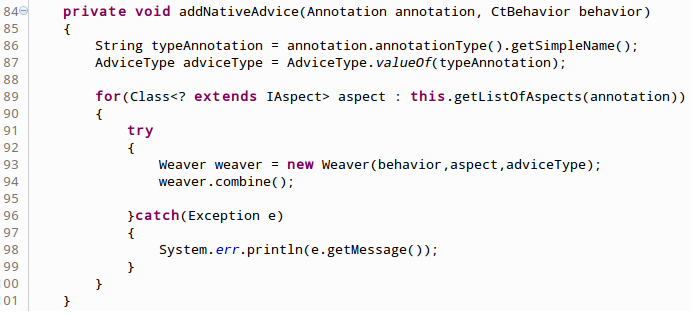 84    private void addNativeAdvice(Annotation annotation, CtBehavior behavior)
85    {
86        String typeAnnotation = annotation.annotationType().getSimpleName();
87        AdviceType adviceType = AdviceType.valueOf(typeAnnotation);
88
89        for(Class<? extends IAspect> aspect : this.getListOfAspects(annotation))
90        {
91            try
92            {
93                Weaver weaver = new Weaver(behavior,aspect,adviceType);
94                weaver.combine();
95
96            }catch(Exception e)
97            {
98                System.err.println(e.getMessage());
99            }
00        }
01    }